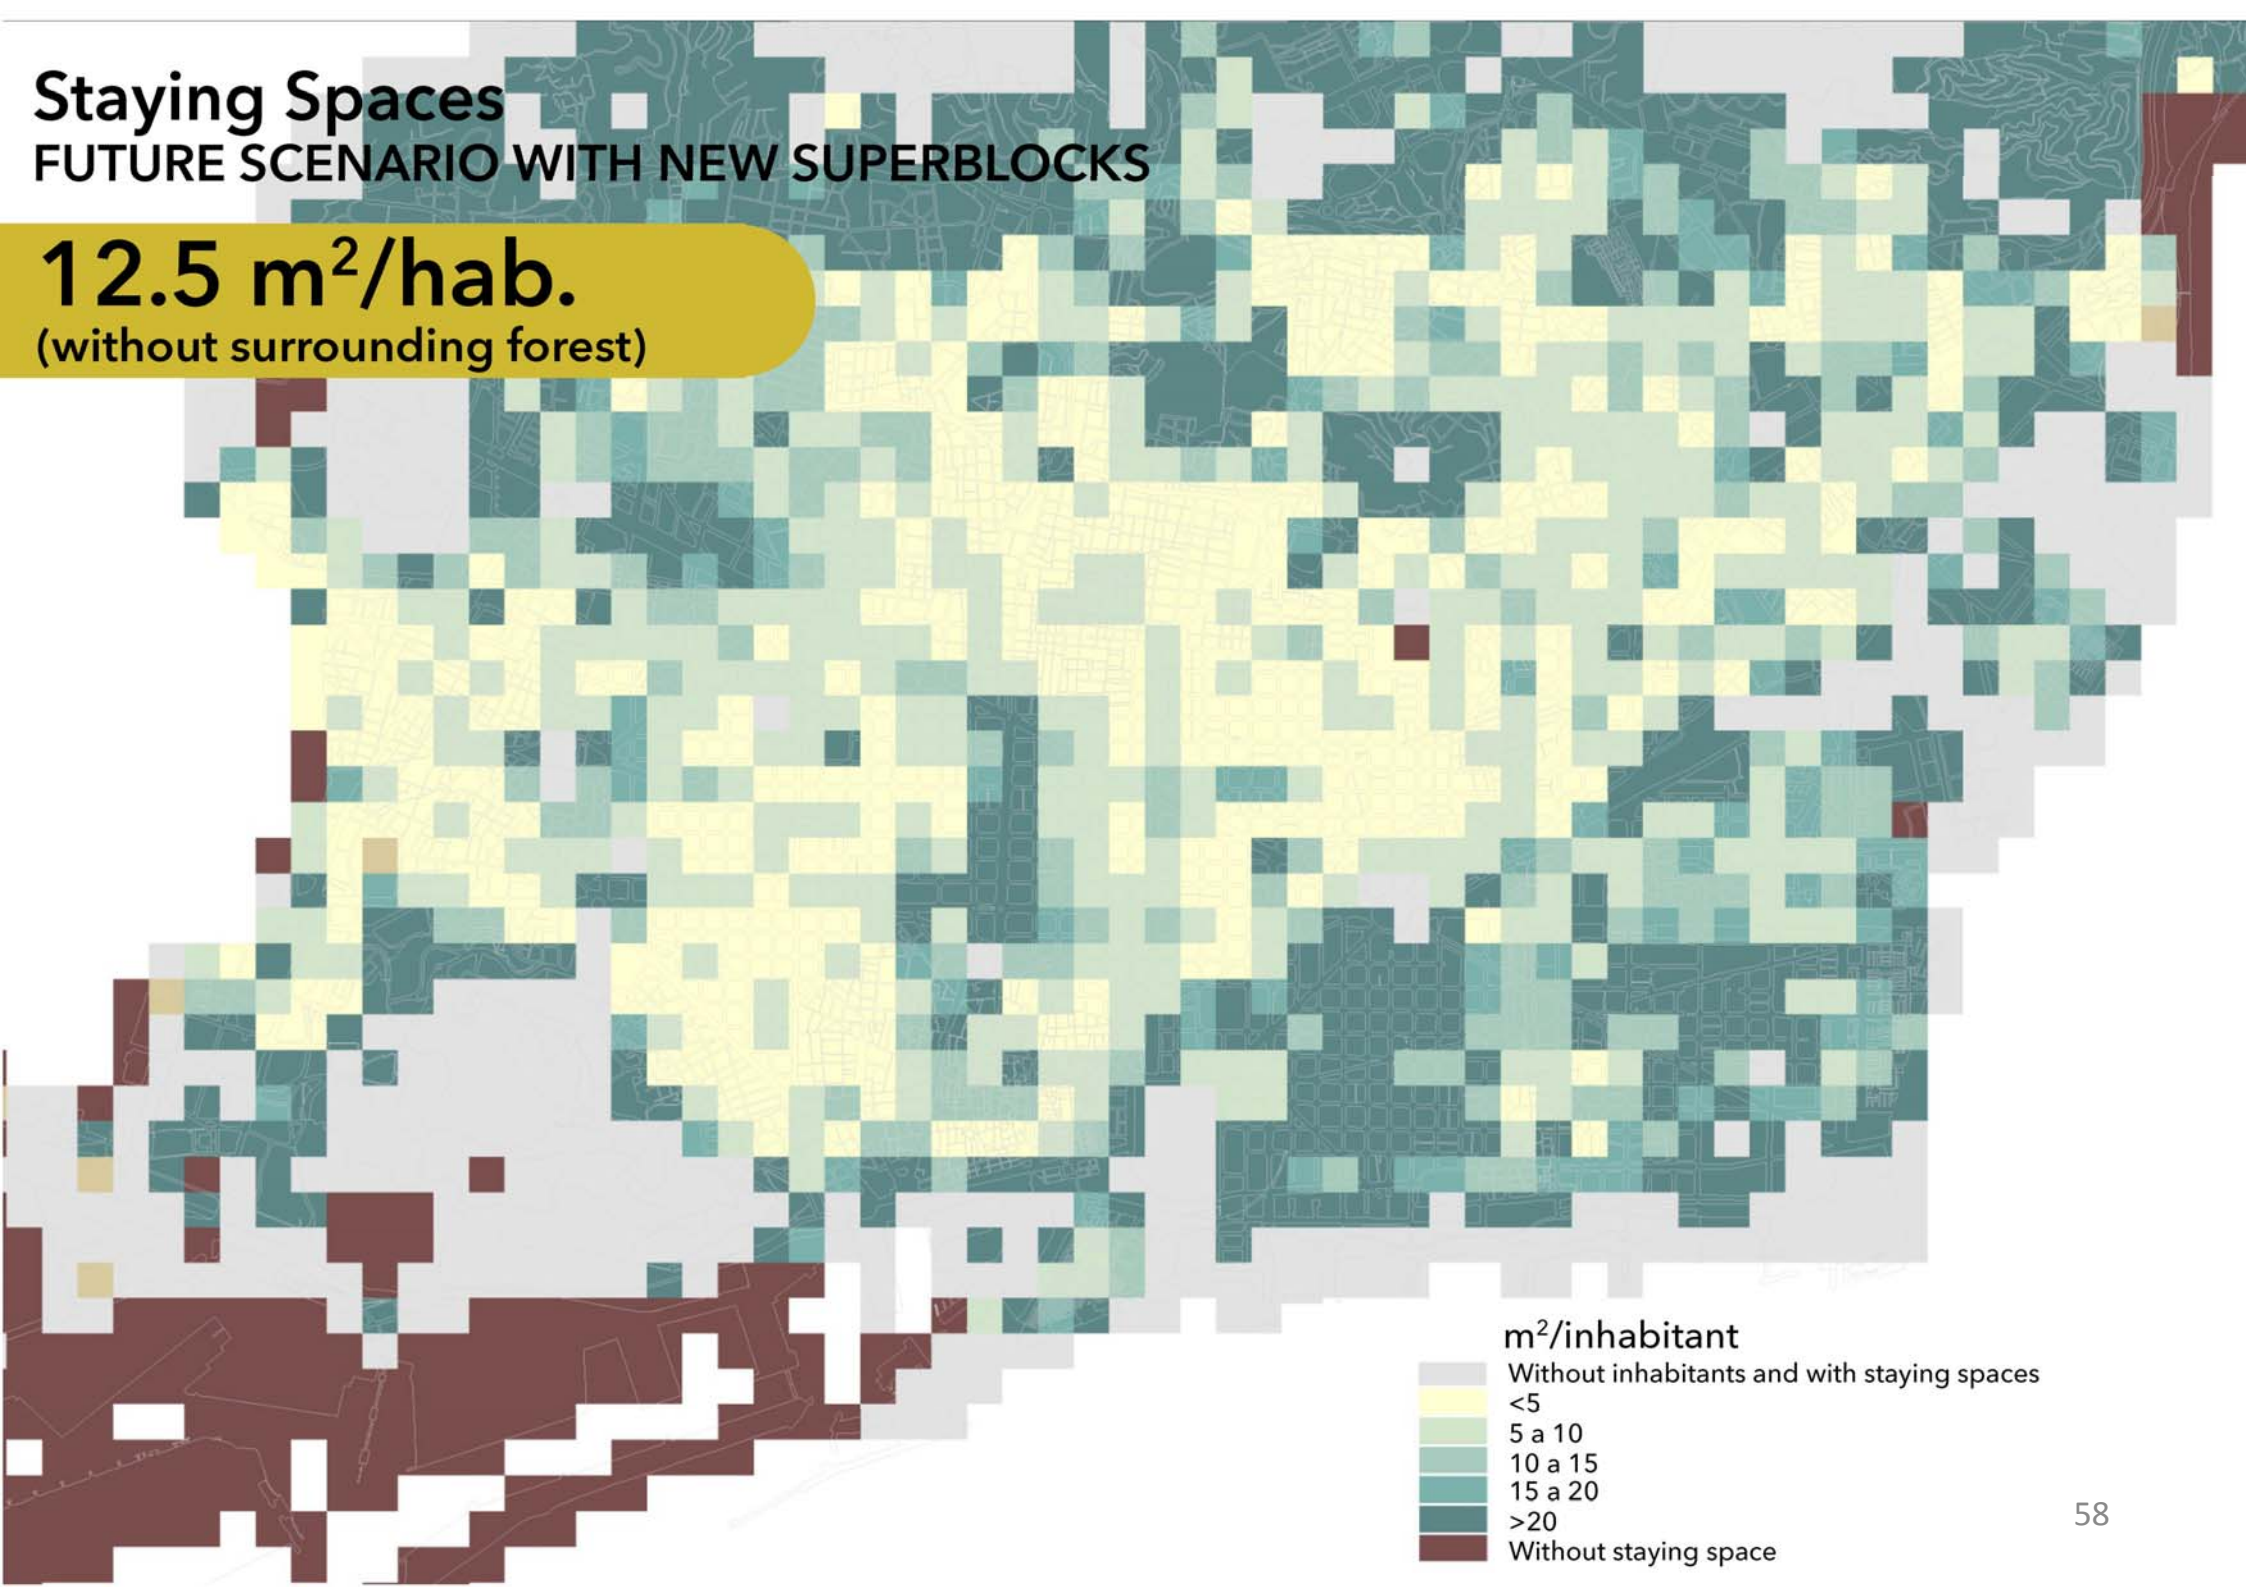 Staying Spaces
FUTURE SCENARIO WITH NEW SUPERBLOCKS
12.5 m²/hab.
(without surrounding forest)
m²/inhabitant
Without inhabitants and with staying spaces
<5
5 a 10
10 a 15
15 a 20
>20
Without staying space
58